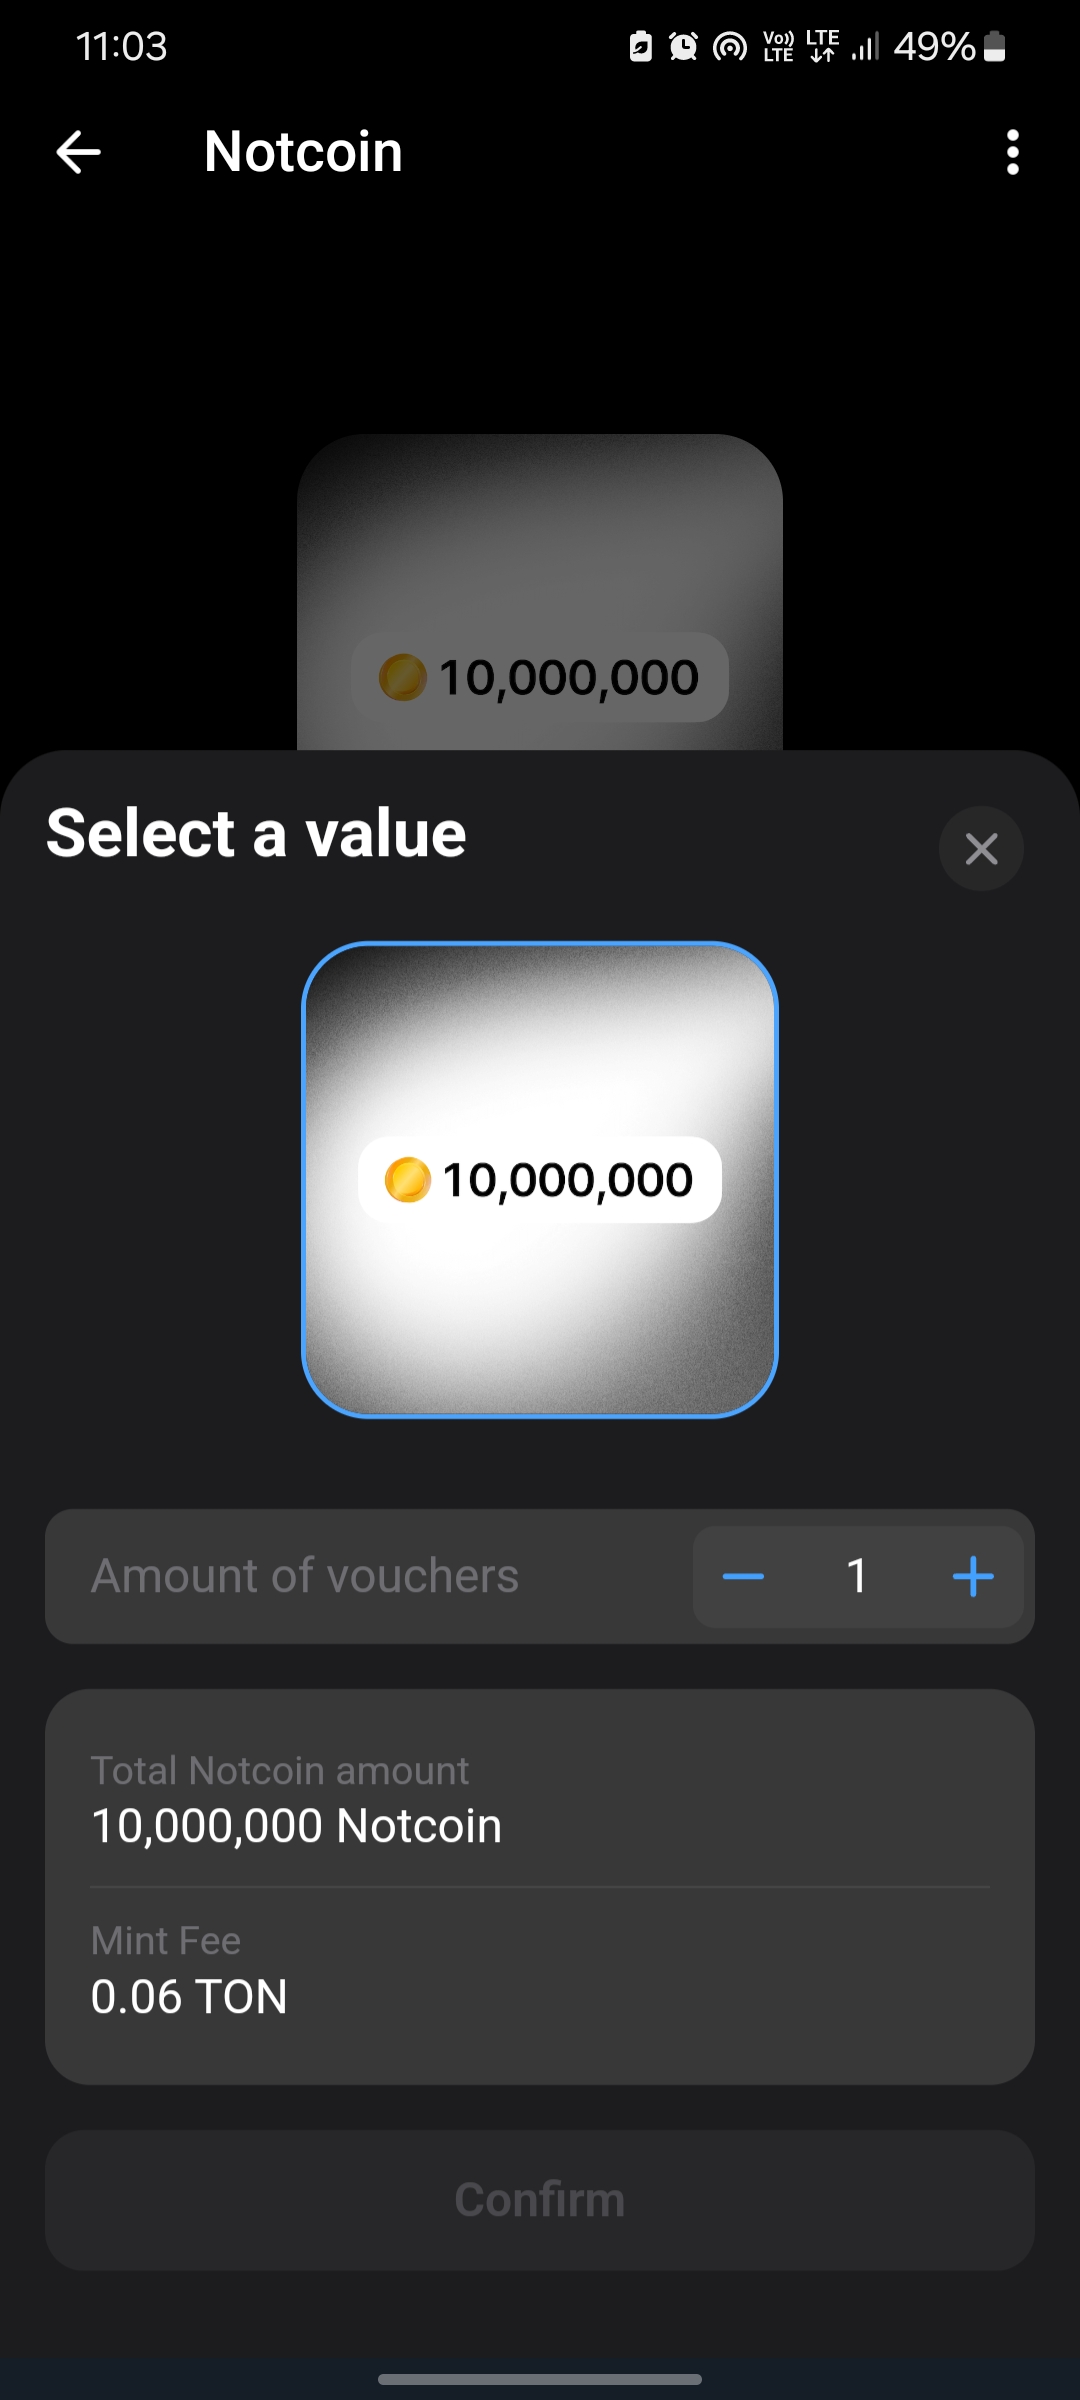 11:03
Vo)) LTE LTE 49%
Notcoin
10,000,000
Select a value
10,000,000
Amount of vouchers 1
Total Notcoin amount
10,000,000 Notcoin
Mint Fee
0.06 TON
Confirm